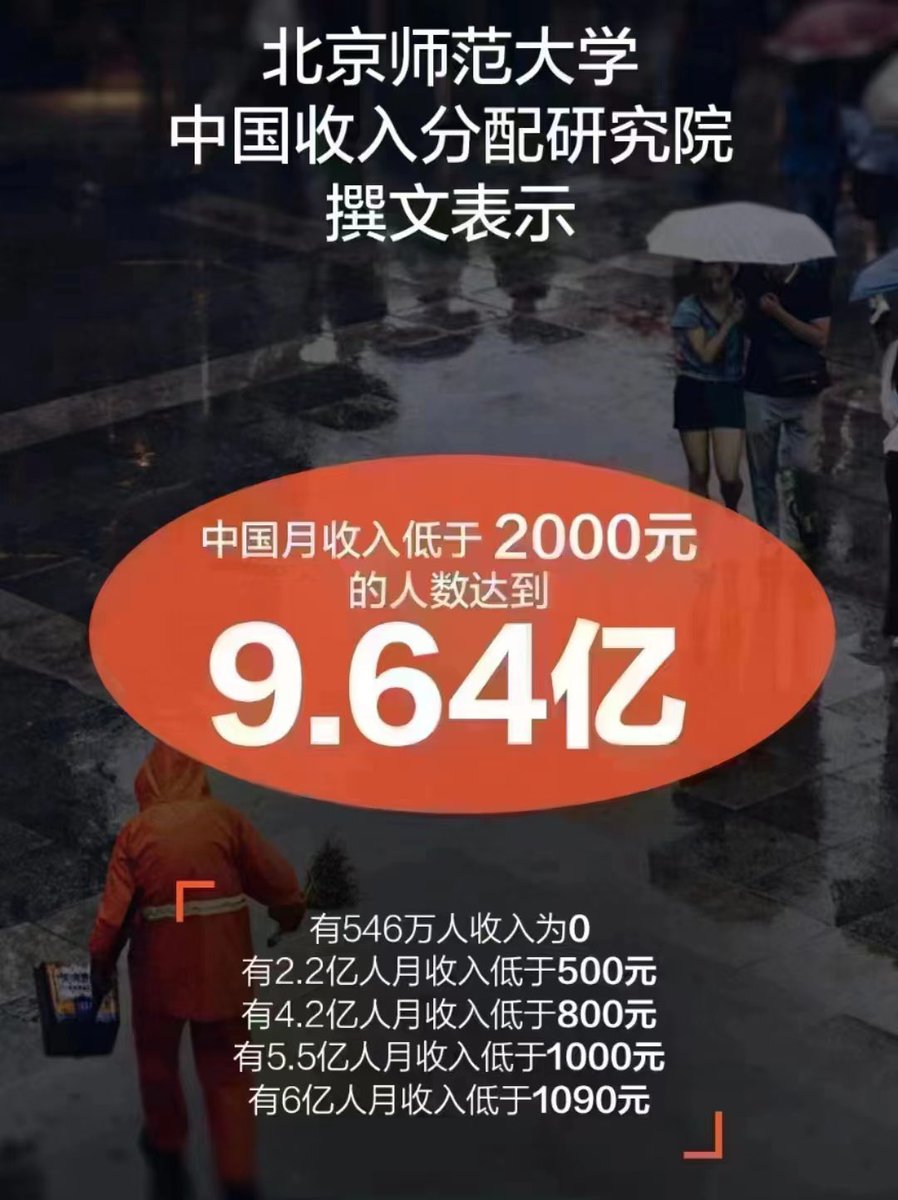 北京师范大学
中国收入分配研究院
撰文表示
中国月收入低于 2000元
的人数达到
9.64亿
有546万人收入为0
有2.2亿人月收入低于500元
有4.2亿人月收入低于800元
有5.5亿人月收入低于1000元
有6亿人月收入低于1090元